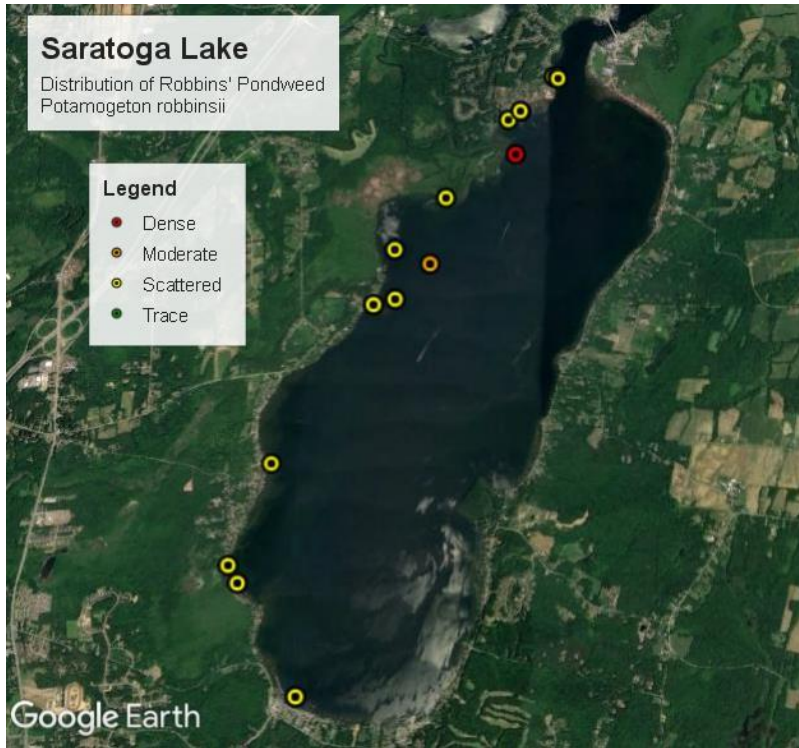 Saratoga Lake
Distribution of Robbins' Pondweed
Potamogeton robbinsii
Legend
Dense
Moderate
Scattered
Trace
Google Earth